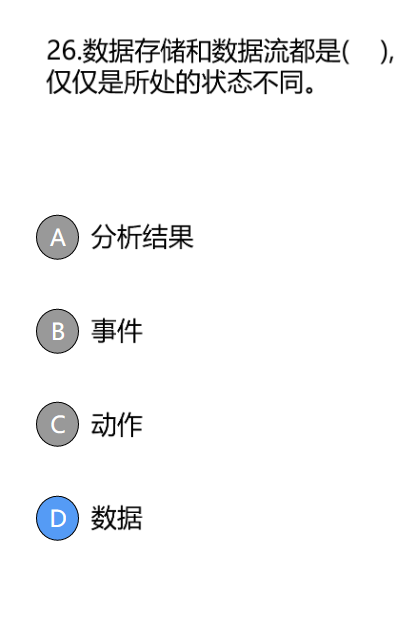 26.数据存储和数据流都是(    ),
仅仅是所处的状态不同。
A 分析结果
B 事件
C 动作
D 数据